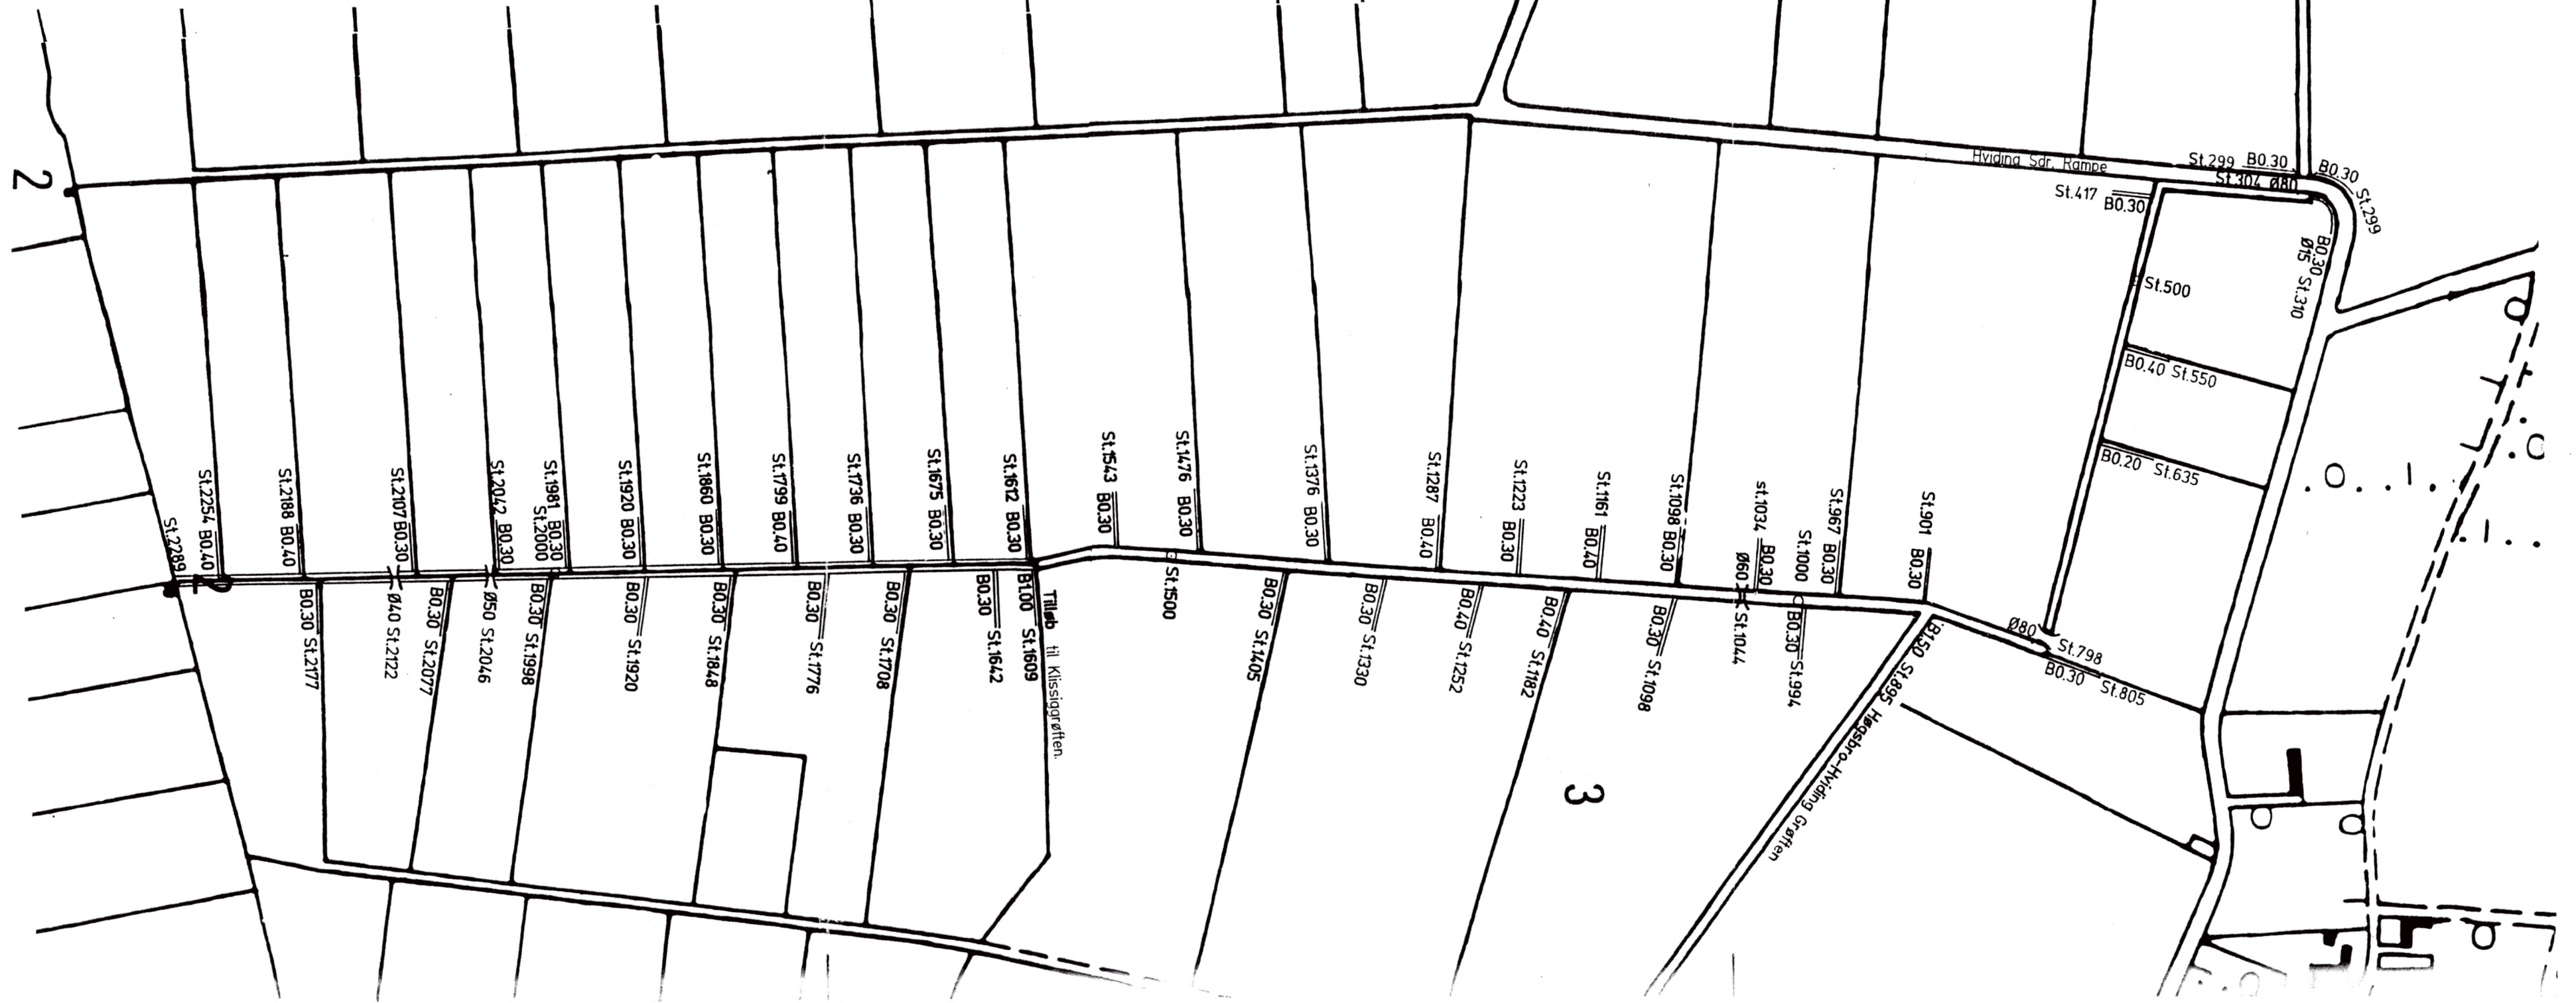 2
Hviding Sdr. Rampe
St.299 B0.30
B0.30
St.299
St.304 Ø80
St.417
B0.30
B0.30
Ø15 St.310
St.500
B0.40 St.550
B0.20 St.635
St.2289
St.2254 B0.40
St.2188 B0.40
St.2107 B0.30
St.2042 B0.30
St.1981 B0.30
St.2000
St.1920 B0.30
St.1860 B0.30
St.1799 B0.40
St.1736 B0.30
St.1675 B0.30
St.1612 B0.30
St.1543 B0.30
St.1476 B0.30
St.1376 B0.30
St.1287 B0.40
St.1223 B0.30
St.1161 B0.40
St.1098 B0.30
st.1034 B0.30
Ø60 St.1044
St.1000
St.967 B0.30
St.901 B0.30
2
B0.30 St.2177
Ø40 St.2122
B0.30 St.2077
Ø50 St.2046
B0.30 St.1998
B0.30 St.1920
B0.30 St.1848
B0.30 St.1776
B0.30 St.1708
B0.30 St.1642
B1.00 St.1609
Tilløb til Klissiggrøften.
St.1500
B0.30 St.1405
B0.30 St.1330
B0.40 St.1252
B0.40 St.1182
B0.30 St.1098
B0.30 St.994
B1.50 St.895 Høgsbro-Hviding Grøften
Ø80
St.798
B0.30 St.805
3